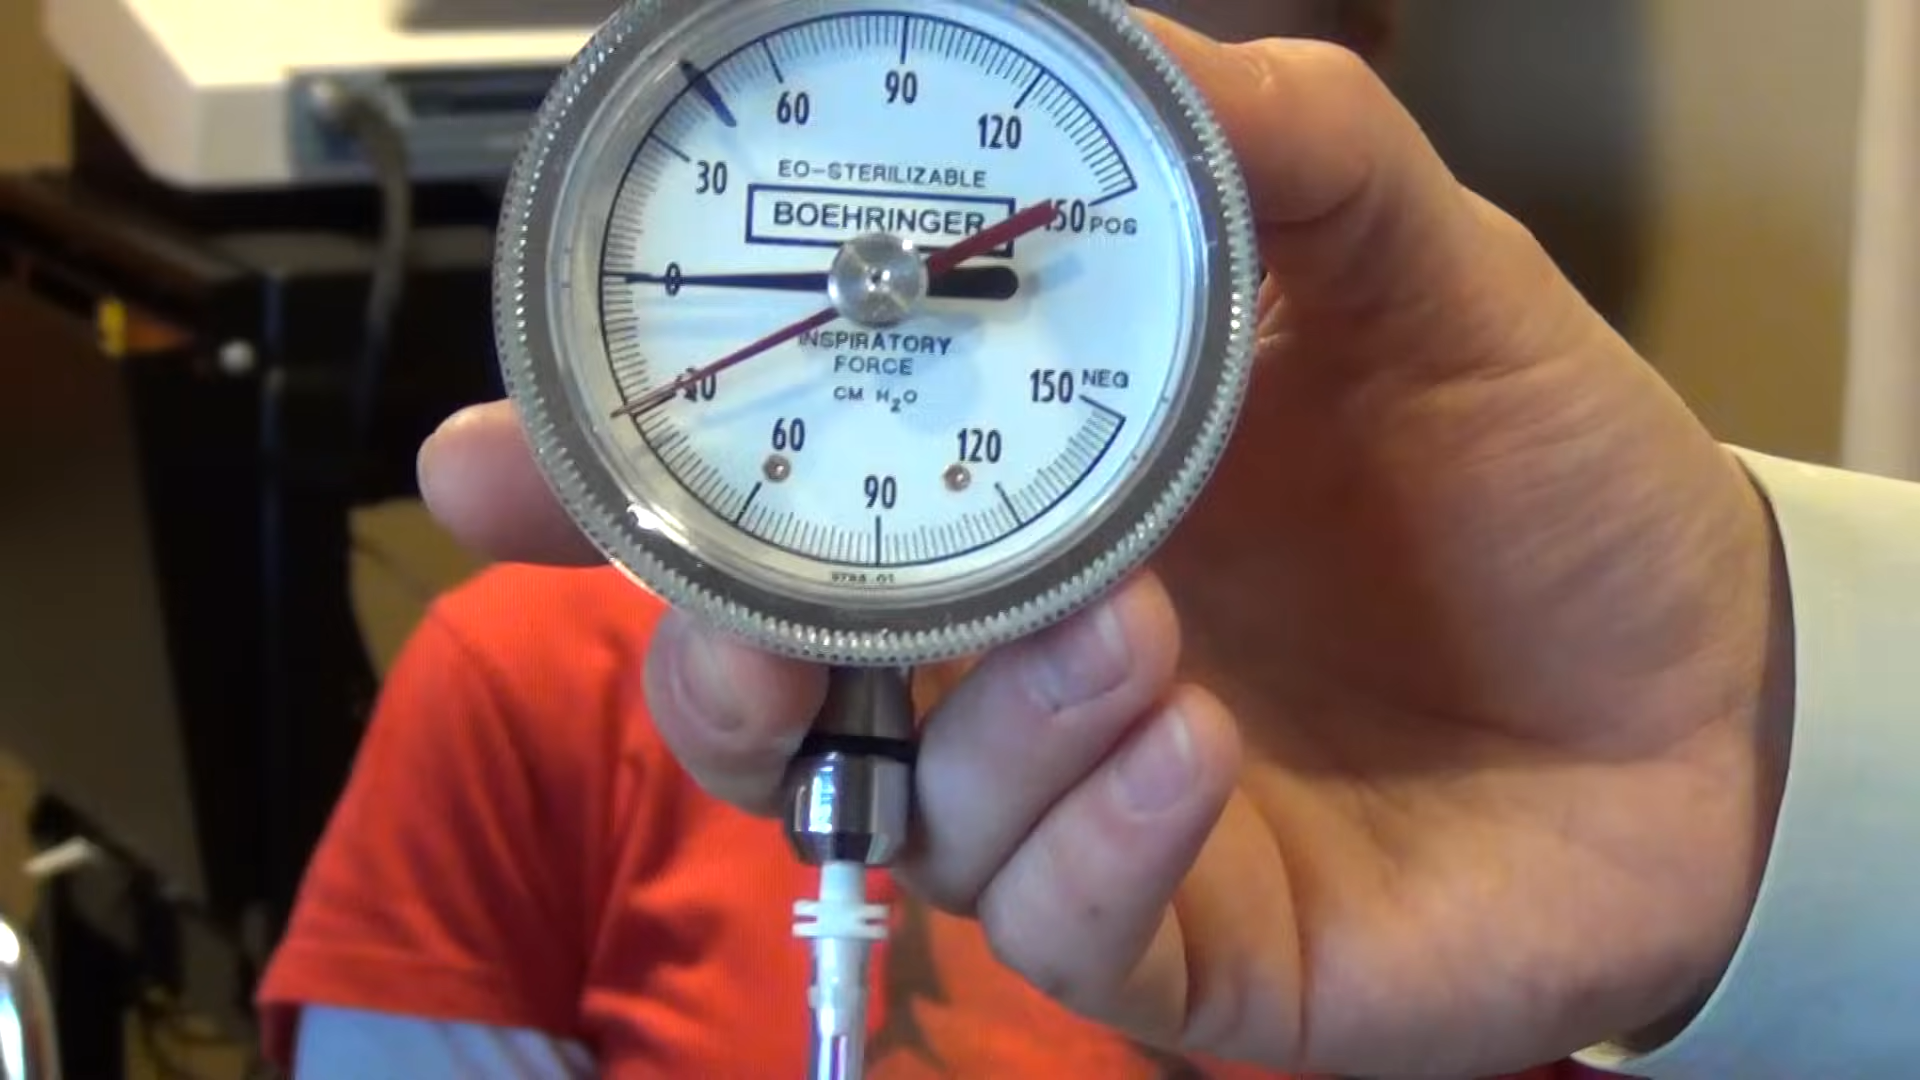 90
60
120
EO-STERILIZABLE
30
BOEHRINGER
150 POS
0
INSPIRATORY
FORCE
CM H₂O
30
150 NEG
60
120
90